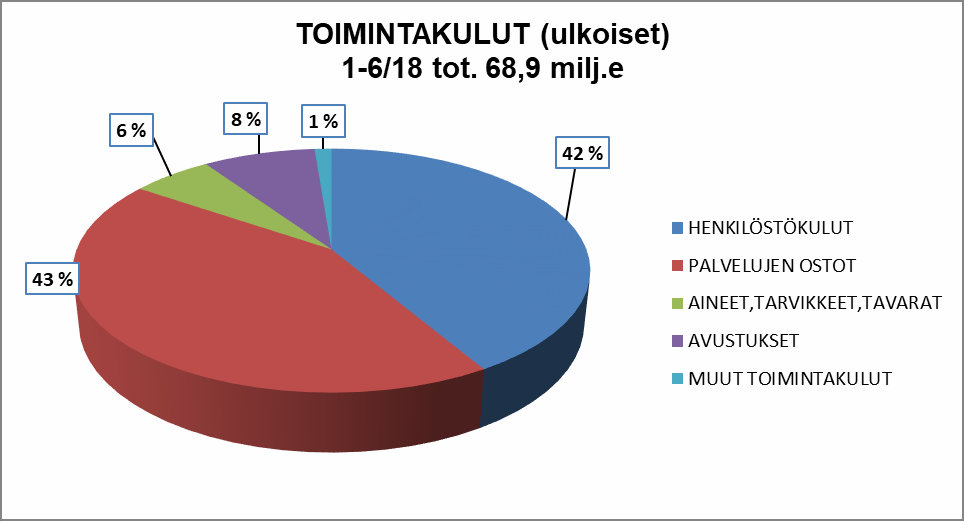 TOIMINTAKULUT (ulkoiset)
1-6/18 tot. 68,9 milj.e
6 %
8 %
1 %
42 %
43 %
HENKILÖSTÖKULUT
PALVELUJEN OSTOT
AINEET,TARVIKKEET,TAVARAT
AVUSTUKSET
MUUT TOIMINTAKULUT